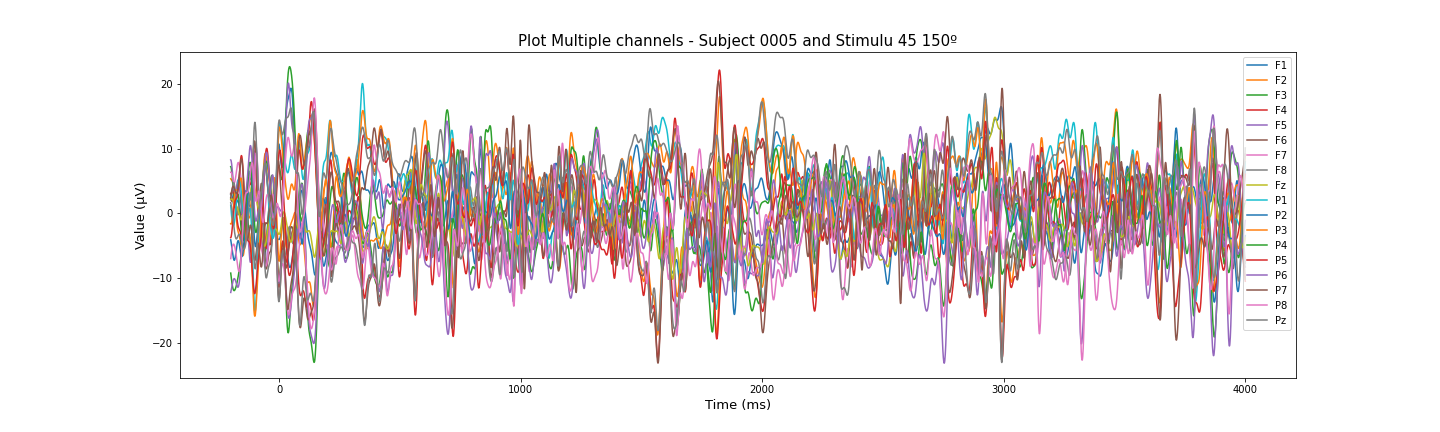 Plot Multiple channels - Subject 0005 and Stimulu 45 150º
Value (µV)
20
10
0
−10
−20
0
1000
2000
3000
4000
Time (ms)
F1
F2
F3
F4
F5
F6
F7
F8
Fz
P1
P2
P3
P4
P5
P6
P7
P8
Pz